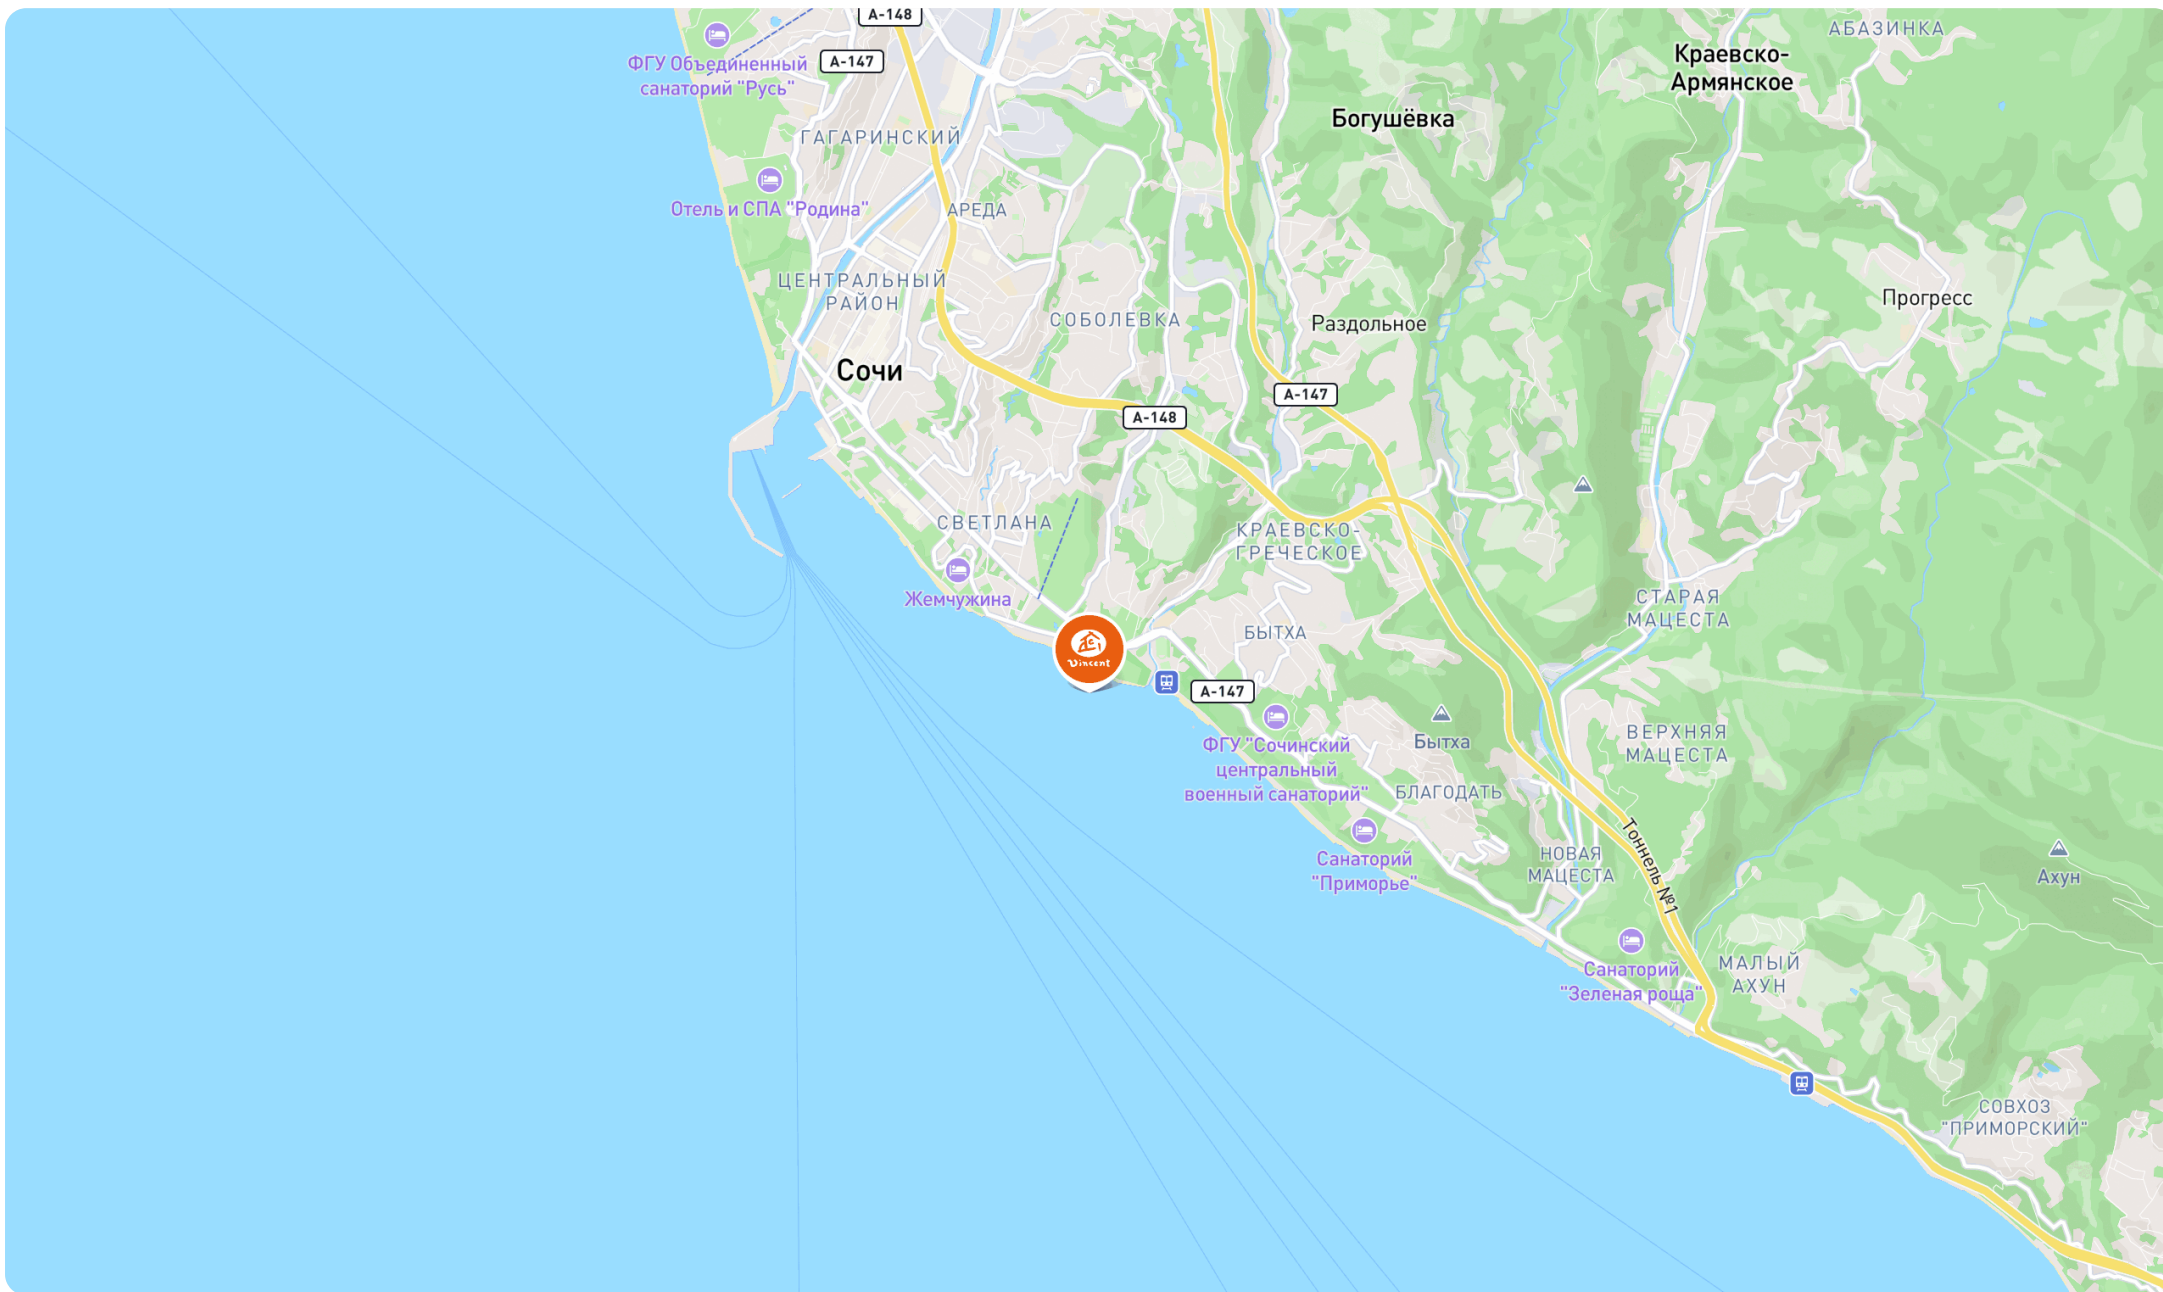 А-148
АБАЗИНКА
ФГУ Объединенный
санаторий "Русь"
А-147
Краевско-
Армянское
Богушёвка
ГАГАРИНСКИЙ
Отель и СПА "Родина"
АРЕДА
ЦЕНТРАЛЬНЫЙ
РАЙОН
СОБОЛЕВКА
Раздольное
Прогресс
Сочи
А-147
А-148
СВЕТЛАНА
КРАЕВСКО-
ГРЕЧЕСКОЕ
Жемчужина
СТАРАЯ
МАЦЕСТА
БЫТХА
Vincent
А-147
ФГУ "Сочинский
центральный
военный санаторий"
Бытха
ВЕРХНЯЯ
МАЦЕСТА
БЛАГОДАТЬ
Тоннель №1
Санаторий
"Приморье"
НОВАЯ
МАЦЕСТА
Ахун
Санаторий
"Зеленая роща"
МАЛЫЙ
АХУН
СОВХОЗ
"ПРИМОРСКИЙ"